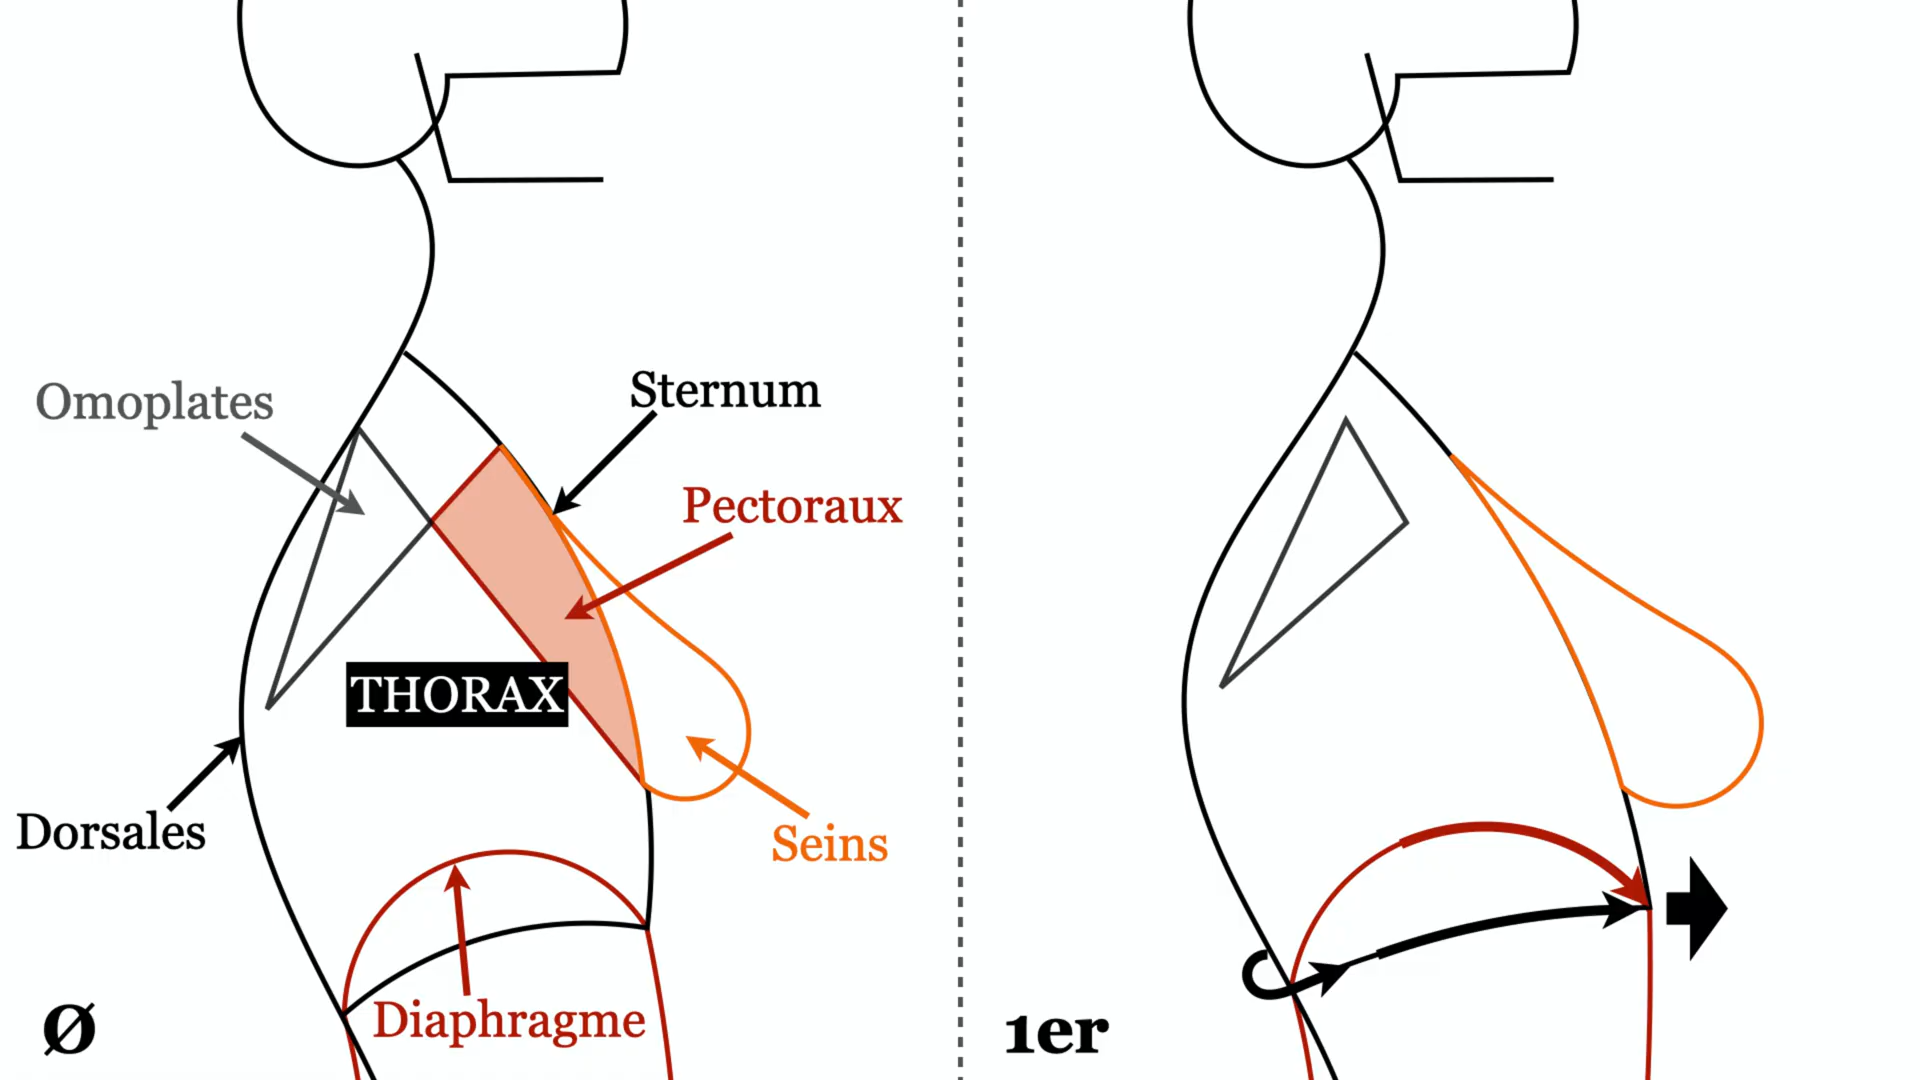 Omoplates
Sternum
Pectoraux
THORAX
Dorsales
Seins
Diaphragme
Ø
1er